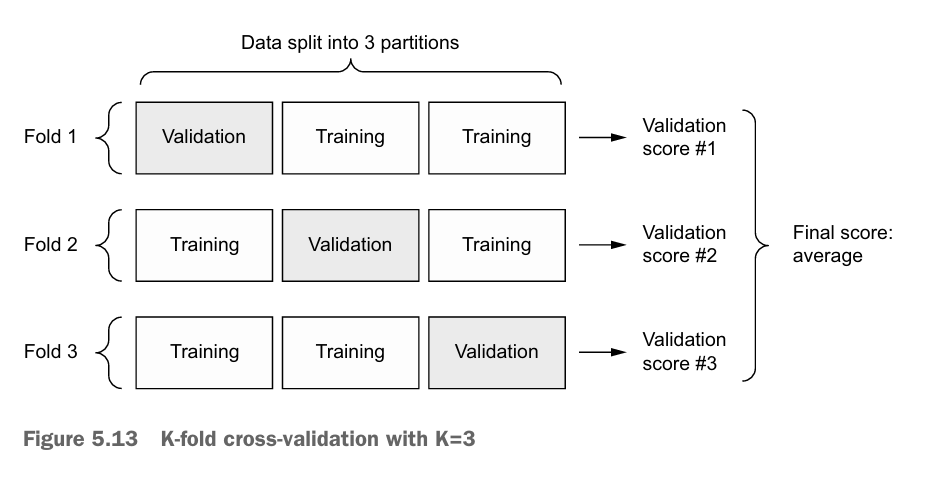 Data split into 3 partitions
Fold 1
Validation
Training
Training
Validation
score #1
Fold 2
Training
Validation
Training
Validation
score #2
Final score:
average
Fold 3
Training
Training
Validation
Validation
score #3
Figure 5.13 K-fold cross-validation with K=3